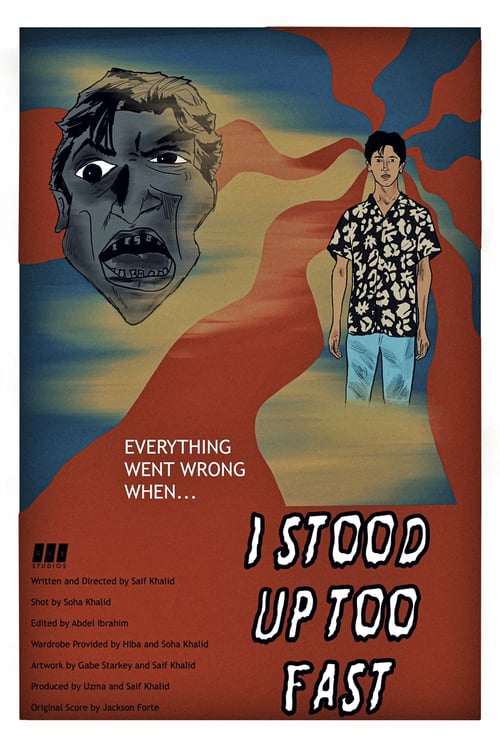 EVERYTHING
WENT WRONG
WHEN...
I STOOD
UP TOO
FAST
STUDIOS
Written and Directed by Saif Khalid
Shot by Soha Khalid
Edited by Abdel Ibrahim
Wardrobe Provided by Hiba and Soha Khalid
Artwork by Gabe Starkey and Saif Khalid
Produced by Uzma and Saif Khalid
Original Score by Jackson Forte